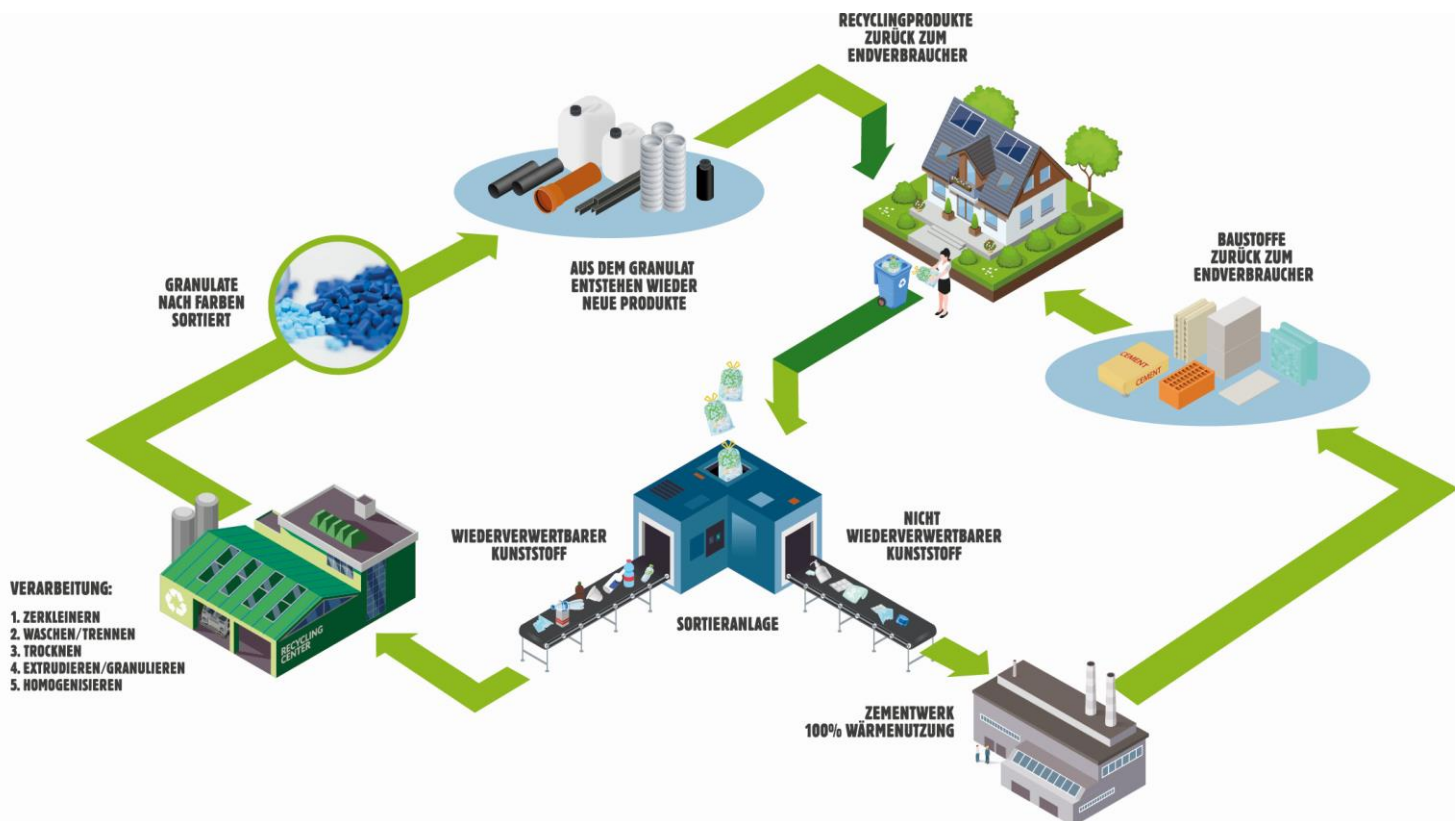 RECYCLINGPRODUKTE
ZURÜCK ZUM
ENDVERBRAUCHER
GRANULATE
NACH FARBEN
SORTIERT
AUS DEM GRANULAT
ENTSTEHEN WIEDER
NEUE PRODUKTE
BAUSTOFFE
ZURÜCK ZUM
ENDVERBRAUCHER
CEMENT
CEMENT
WIEDERVERWERTBARER
KUNSTSTOFF
NICHT
WIEDERVERWERTBARER
KUNSTSTOFF
SORTIERANLAGE
VERARBEITUNG:
1. ZERKLEINERN
2. WASCHEN/TRENNEN
3. TROCKNEN
4. EXTRUDIEREN/GRANULIEREN
5. HOMOGENISIEREN
RECYCLING
CENTER
ZEMENTWERK
100% WÄRMENUTZUNG